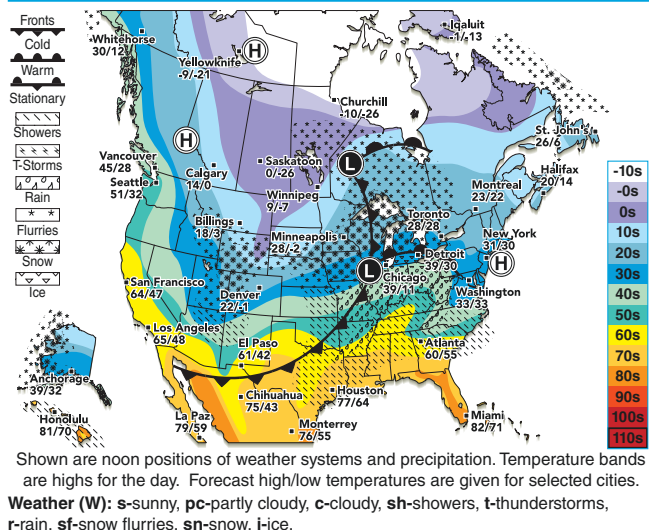 Fronts
Cold
Warm
Stationary
Showers
T-Storms
Rain
Flurries
Snow
Ice
Whitehorse
30/12
Yellowknife
-9/-21
H
Iqaluit
-1/-13
Churchill
-10/-26
H
L
St. John's
26/6
Vancouver
45/28
Seattle
51/32
Calgary
14/0
Saskatoon
0/-26
Winnipeg
9/-7
Halifax
20/14
Montreal
23/22
Billings
18/3
Minneapolis
28/-2
Toronto
28/28
New York
31/30
Detroit
39/30
H
L
Chicago
39/11
San Francisco
64/47
Denver
22/-1
Washington
33/33
Los Angeles
65/48
El Paso
61/42
Atlanta
60/55
Anchorage
39/32
Honolulu
81/70
La Paz
79/59
Chihuahua
75/43
Houston
77/64
Monterrey
76/55
Miami
82/71
-10s
-0s
0s
10s
20s
30s
40s
50s
60s
70s
80s
90s
100s
110s
Shown are noon positions of weather systems and precipitation. Temperature bands
are highs for the day. Forecast high/low temperatures are given for selected cities.
Weather (W): s-sunny, pc-partly cloudy, c-cloudy, sh-showers, t-thunderstorms,
r-rain, sf-snow flurries, sn-snow, i-ice.